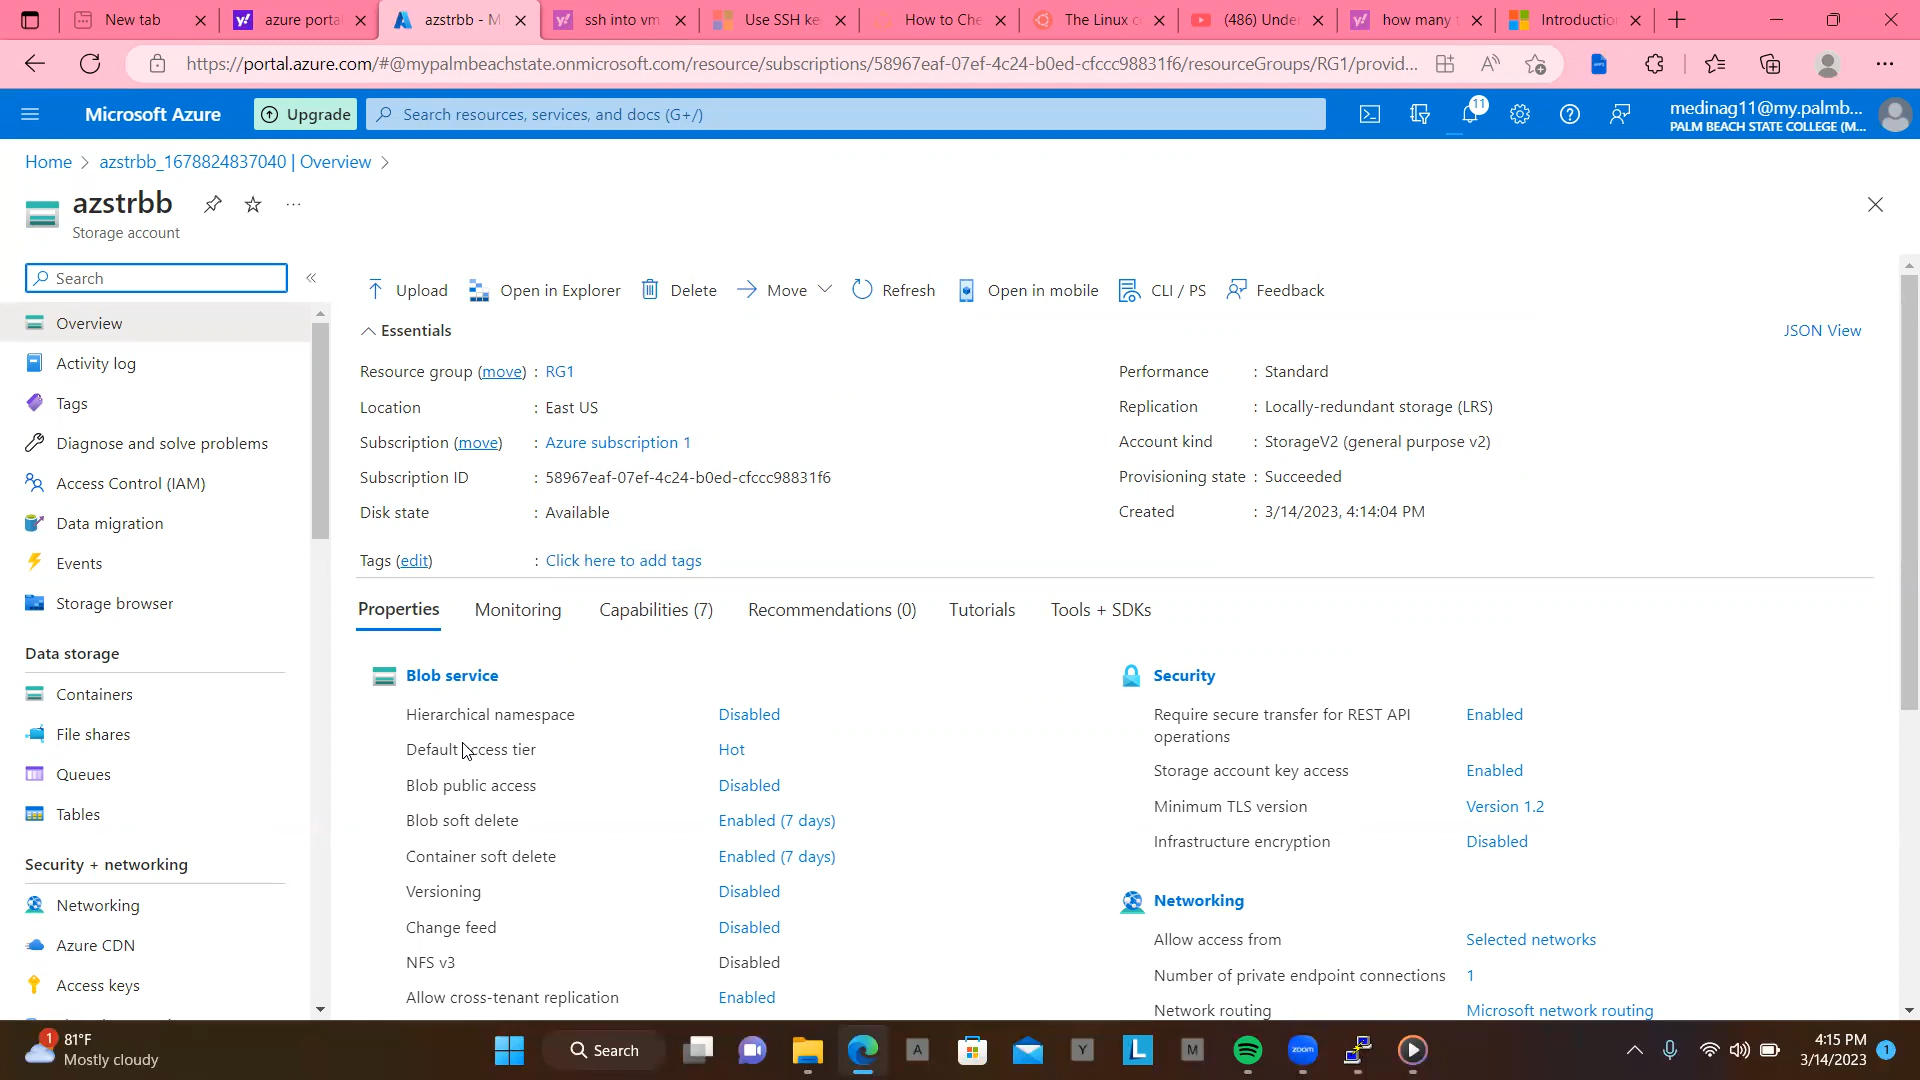 New tab
azure porta
azstrbb - M
ssh into vm
Use SSH ke
How to Che
The Linux c
(486) Unde
how many
Introductio
https://portal.azure.com/#@mypalmbeachstate.onmicrosoft.com/resource/subscriptions/58967eaf-07ef-4c24-b0ed-cfccc98831f6/resourceGroups/RG1/provid...
Microsoft Azure
Upgrade
Search resources, services, and docs (G+/)
11
medinag11@my.palmb...
PALM BEACH STATE COLLEGE (M...
Home > azstrbb_1678824837040 | Overview >
azstrbb
Storage account
Search
Overview
Activity log
Tags
Diagnose and solve problems
Access Control (IAM)
Data migration
Events
Storage browser
Data storage
Containers
File shares
Queues
Tables
Security + networking
Networking
Azure CDN
Access keys
Upload
Open in Explorer
Delete
Move
Refresh
Open in mobile
CLI / PS
Feedback
Essentials
JSON View
Resource group (move) : RG1
Location : East US
Subscription (move) : Azure subscription 1
Subscription ID : 58967eaf-07ef-4c24-b0ed-cfccc98831f6
Disk state : Available
Tags (edit) : Click here to add tags
Performance : Standard
Replication : Locally-redundant storage (LRS)
Account kind : StorageV2 (general purpose v2)
Provisioning state : Succeeded
Created : 3/14/2023, 4:14:04 PM
Properties
Monitoring
Capabilities (7)
Recommendations (0)
Tutorials
Tools + SDKs
Blob service
Hierarchical namespace Disabled
Default access tier Hot
Blob public access Disabled
Blob soft delete Enabled (7 days)
Container soft delete Enabled (7 days)
Versioning Disabled
Change feed Disabled
NFS v3 Disabled
Allow cross-tenant replication Enabled
Security
Require secure transfer for REST API Enabled
operations
Storage account key access Enabled
Minimum TLS version Version 1.2
Infrastructure encryption Disabled
Networking
Allow access from Selected networks
Number of private endpoint connections 1
Network routing Microsoft network routing
1
81°F
Mostly cloudy
Search
A
Y
L
M
zoom
4:15 PM
3/14/2023
1